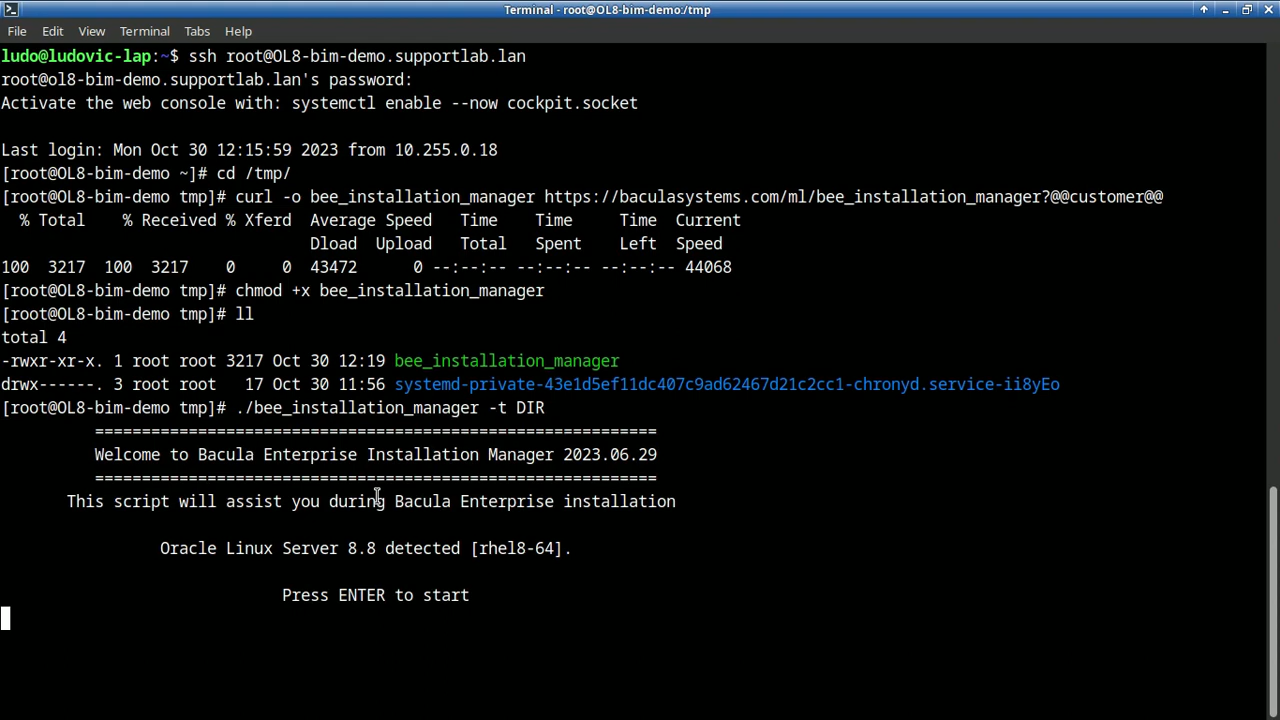 Terminal - root@OL8-bim-demo:/tmp
File Edit View Terminal Tabs Help
ludo@ludovic-lap:~$ ssh root@OL8-bim-demo.supportlab.lan
root@ol8-bim-demo.supportlab.lan's password:
Activate the web console with: systemctl enable --now cockpit.socket
Last login: Mon Oct 30 12:15:59 2023 from 10.255.0.18
[root@OL8-bim-demo ~]# cd /tmp/
[root@OL8-bim-demo tmp]# curl -o bee_installation_manager https://baculasystems.com/ml/bee_installation_manager?@@customer@@
% Total % Received % Xferd Average Speed Time Time Time Current
Dload Upload Total Spent Left Speed
100 3217 100 3217 0 0 43472 0 --:--:-- --:--:-- --:--:-- 44068
[root@OL8-bim-demo tmp]# chmod +x bee_installation_manager
[root@OL8-bim-demo tmp]# ll
total 4
-rwxr-xr-x. 1 root root 3217 Oct 30 12:19 bee_installation_manager
drwx------. 3 root root 17 Oct 30 11:56 systemd-private-43e1d5ef11dc407c9ad62467d21c2cc1-chronyd.service-ii8yEo
[root@OL8-bim-demo tmp]# ./bee_installation_manager -t DIR
============================================================
Welcome to Bacula Enterprise Installation Manager 2023.06.29
============================================================
This script will assist you during Bacula Enterprise installation
Oracle Linux Server 8.8 detected [rhel8-64].
Press ENTER to start